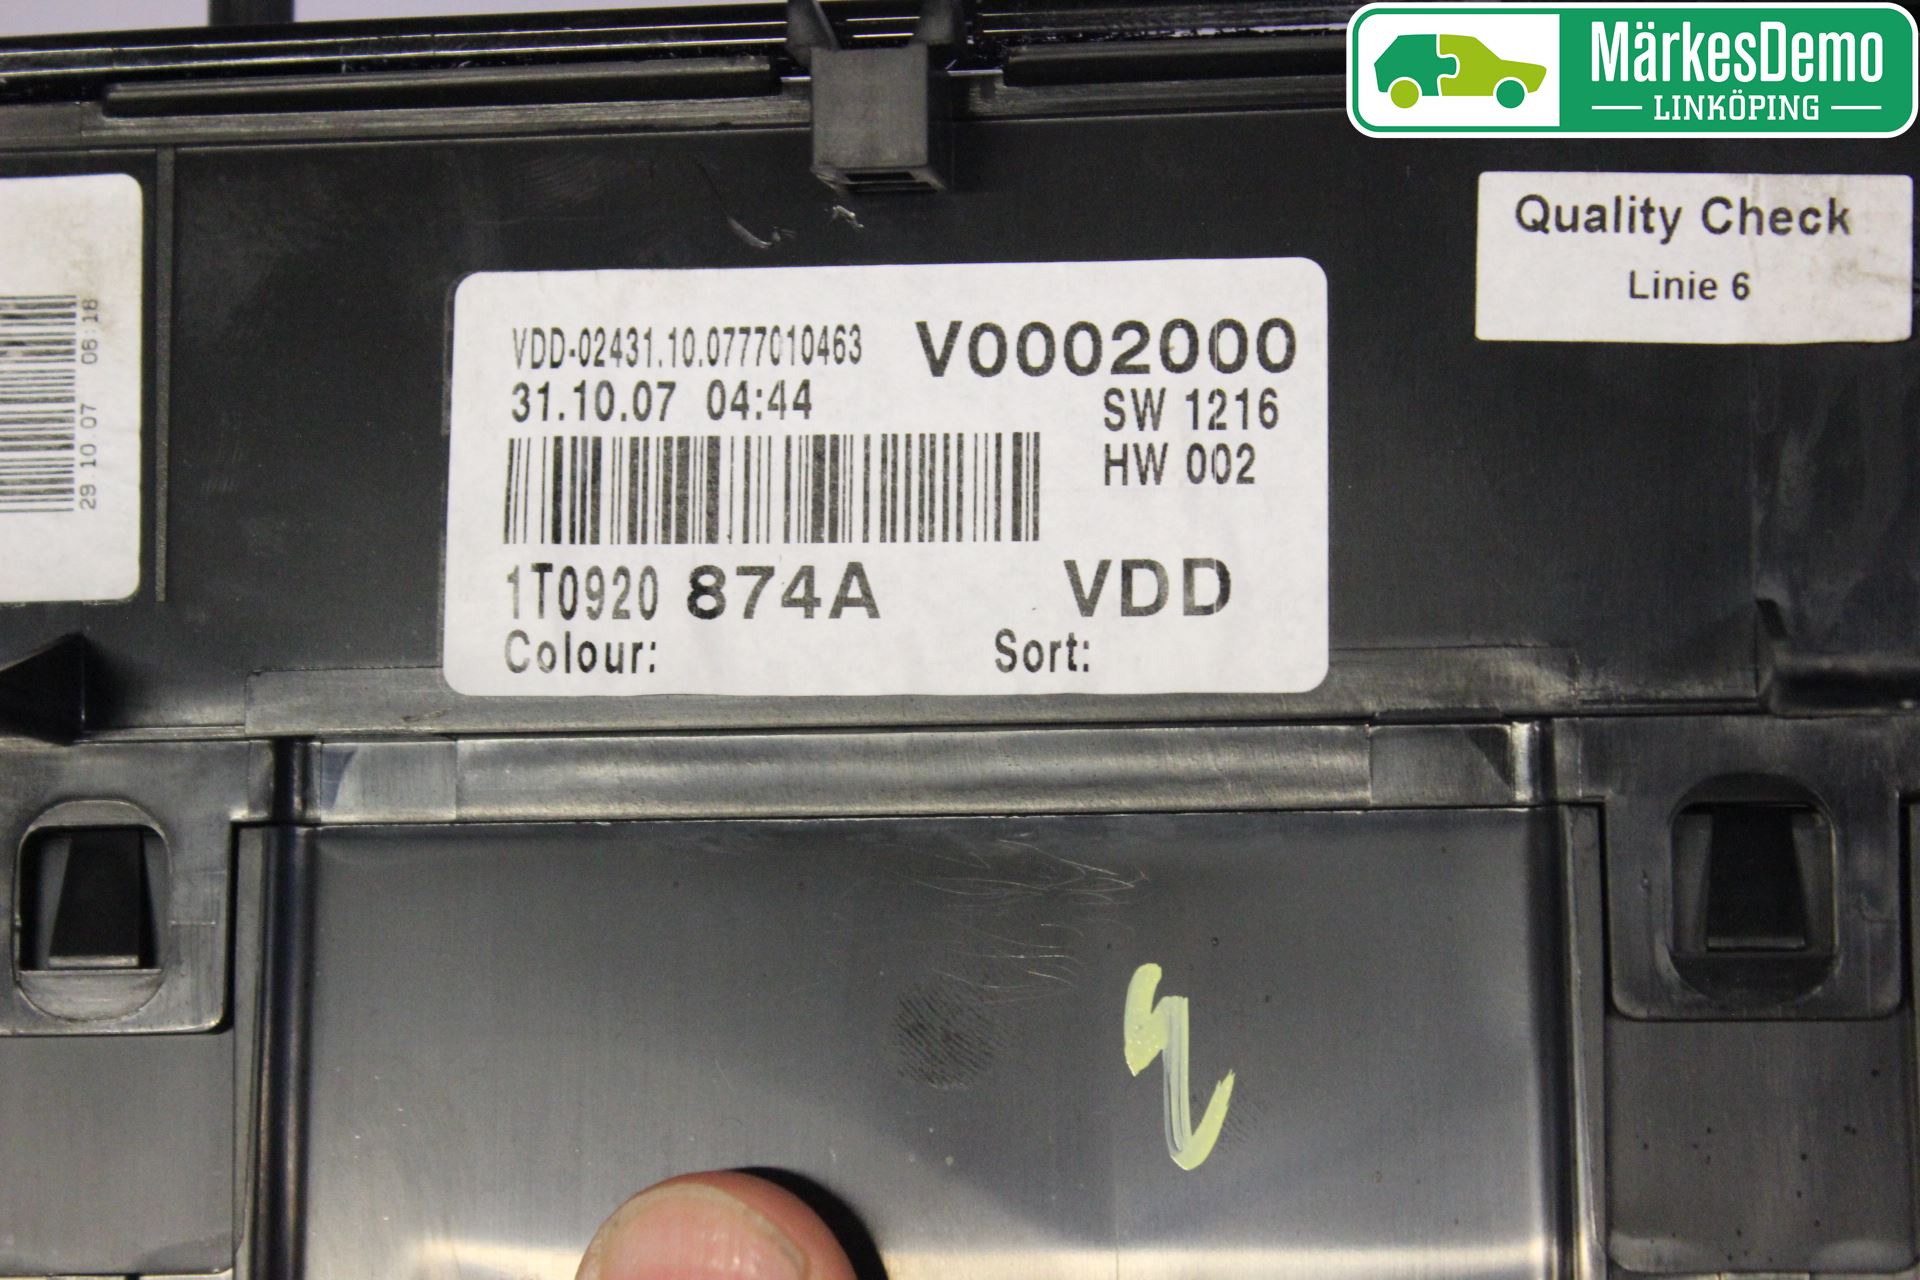 MärkesDemo
LINKÖPING
Quality Check
Linie 6
29 10 07 08:18
VDD-02431.10.0777010463 V0002000
31.10.07 04:44 SW 1216
HW 002
1T0920 874A VDD
Colour: Sort: